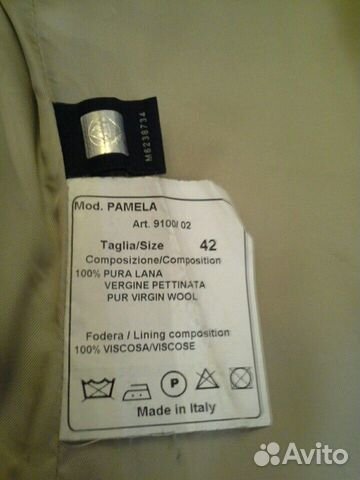 M6238734
Mod. PAMELA
Art. 9100/ 02
Taglia/Size 42
Composizione/Composition
100% PURA LANA
VERGINE PETTINATA
PUR VIRGIN WOOL
Fodera / Lining composition
100% VISCOSA/VISCOSE
P
Made in Italy
Avito